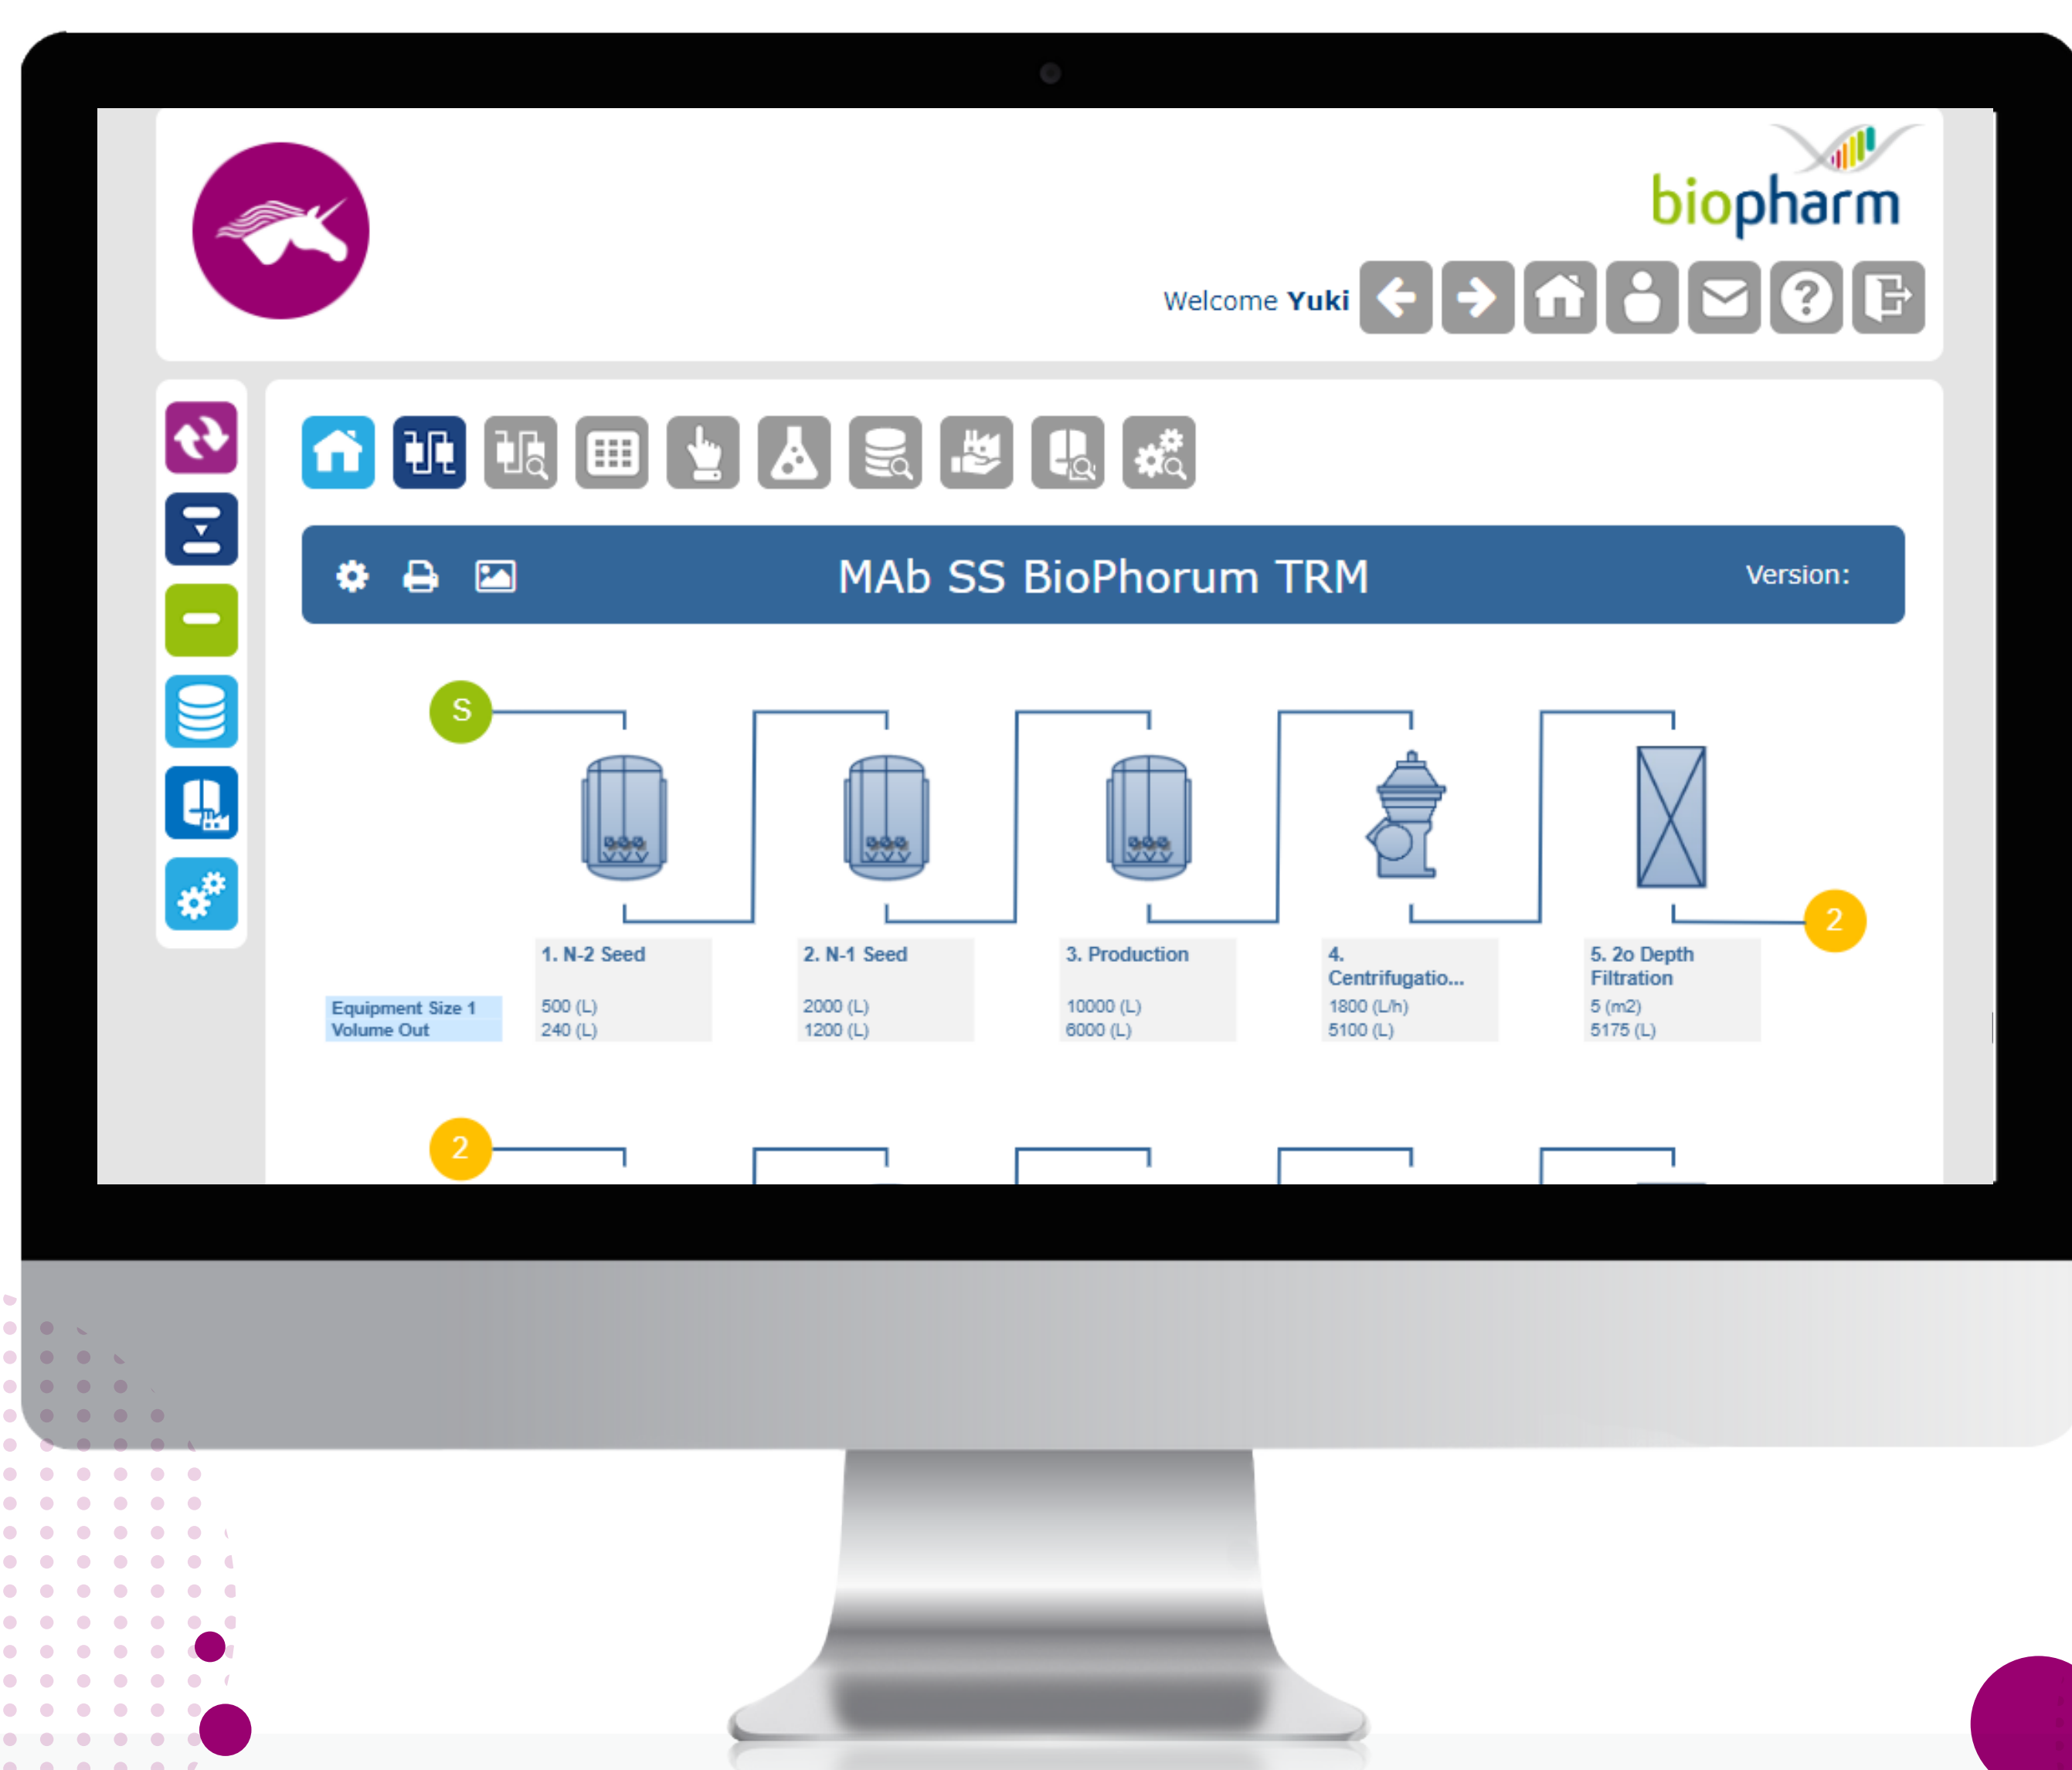 biopharm
Welcome Yuki
MAb SS BioPhorum TRM
Version:
S
2
1. N-2 Seed
2. N-1 Seed
3. Production
4.
Centrifugatio...
5. 2o Depth
Filtration
Equipment Size 1
500 (L)
2000 (L)
10000 (L)
1800 (L/h)
5 (m2)
Volume Out
240 (L)
1200 (L)
6000 (L)
5100 (L)
5175 (L)
2